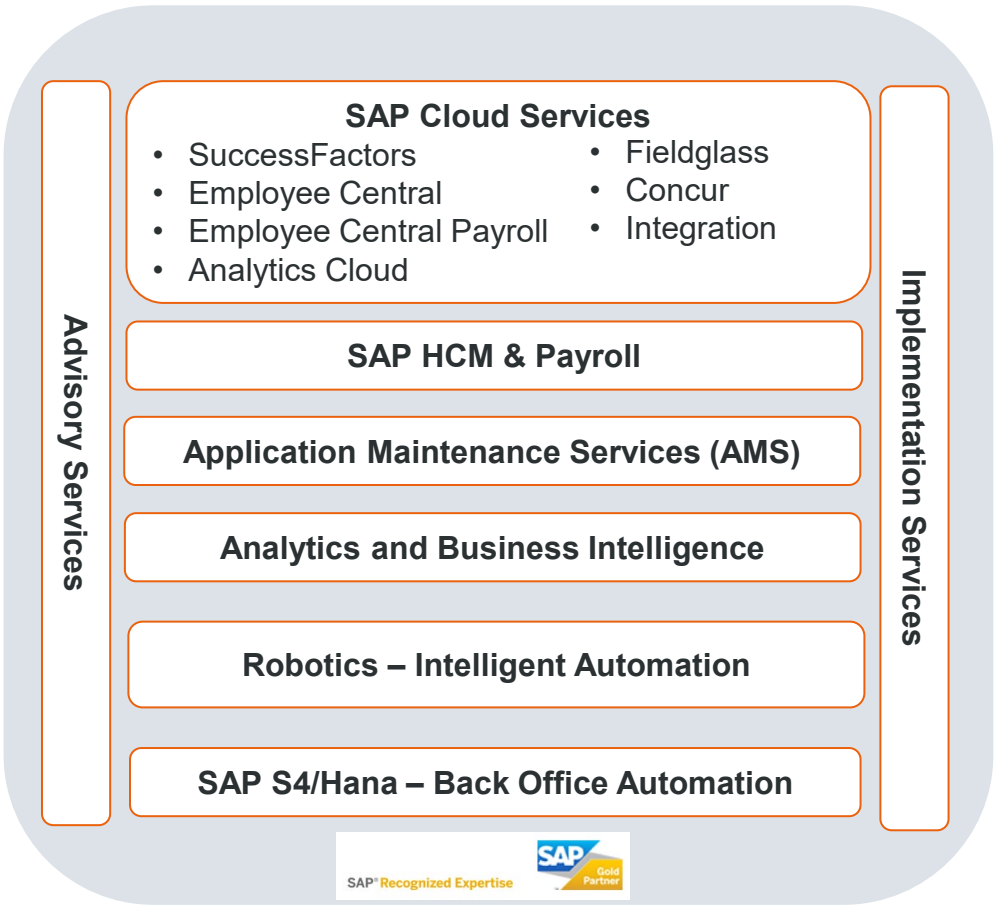 SAP Cloud Services
• SuccessFactors
• Employee Central
• Employee Central Payroll
• Analytics Cloud
• Fieldglass
• Concur
• Integration
Advisory Services
Implementation Services
SAP HCM & Payroll
Application Maintenance Services (AMS)
Analytics and Business Intelligence
Robotics – Intelligent Automation
SAP S4/Hana – Back Office Automation
SAP® Recognized Expertise
SAP
Gold
Partner